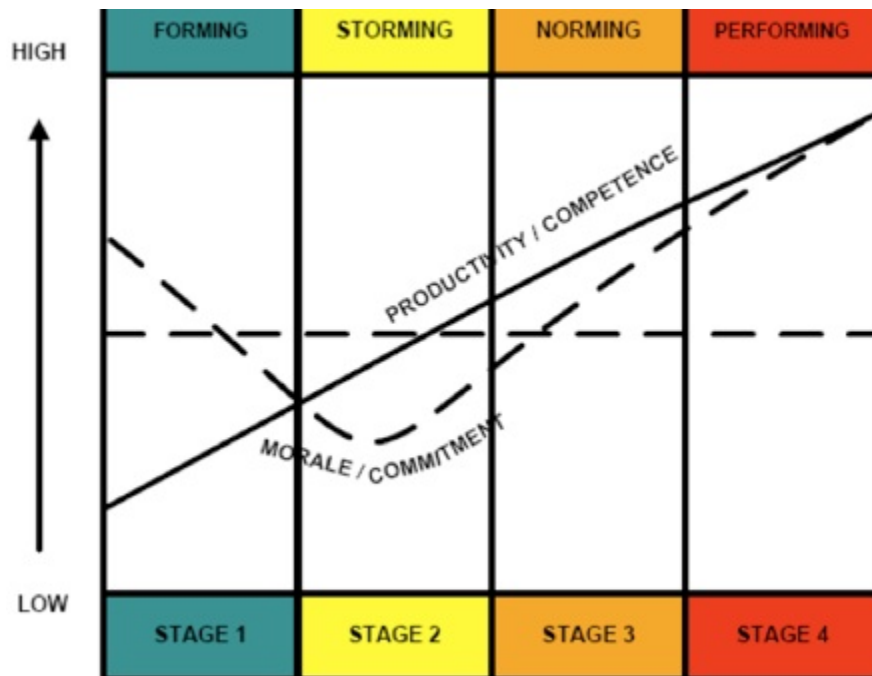 FORMING STORMING NORMING PERFORMING
HIGH
PRODUCTIVITY / COMPETENCE
MORALE / COMMITMENT
LOW
STAGE 1 STAGE 2 STAGE 3 STAGE 4